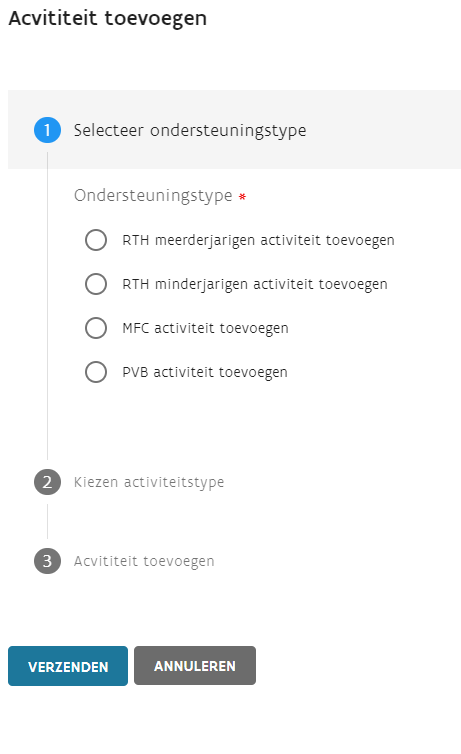 Acvititeit toevoegen
1 Selecteer ondersteuningstype
Ondersteuningstype *
RTH meerderjarigen activiteit toevoegen
RTH minderjarigen activiteit toevoegen
MFC activiteit toevoegen
PVB activiteit toevoegen
2 Kiezen activiteitstype
3 Acvititeit toevoegen
VERZENDEN ANNULEREN